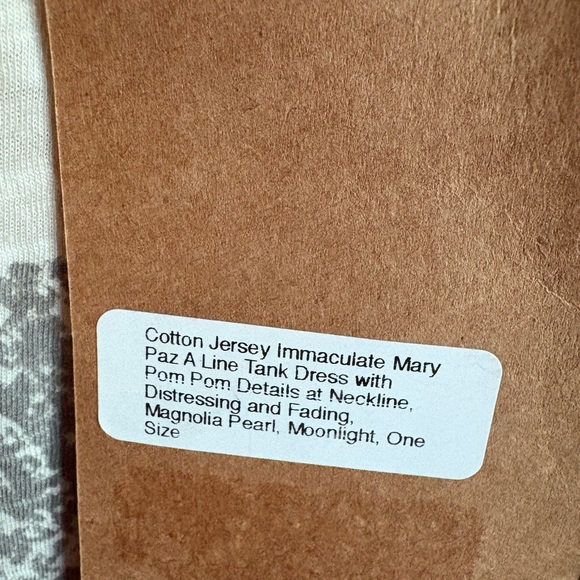 Cotton Jersey Immaculate Mary
Paz A Line Tank Dress with
Pom Pom Details at Neckline,
Distressing and Fading,
Magnolia Pearl, Moonlight, One
Size